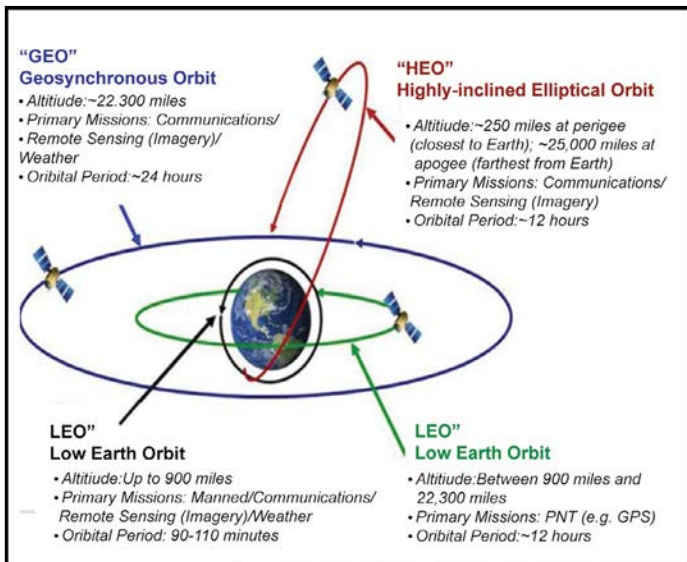 “GEO”
Geosynchronous Orbit
• Altitiude:~22.300 miles
• Primary Missions: Communications/
• Remote Sensing (Imagery)/
Weather
• Oribital Period:~24 hours
“HEO”
Highly-inclined Elliptical Orbit
• Altitiude:~250 miles at perigee
(closest to Earth); ~25,000 miles at
apogee (farthest from Earth)
• Primary Missions: Communications/
Remote Sensing (Imagery)
• Oribital Period:~12 hours
LEO”
Low Earth Orbit
• Altitiude:Up to 900 miles
• Primary Missions: Manned/Communications/
Remote Sensing (Imagery)/Weather
• Oribital Period: 90-110 minutes
LEO”
Low Earth Orbit
• Altitiude:Between 900 miles and
22,300 miles
• Primary Missions: PNT (e.g. GPS)
• Oribital Period:~12 hours